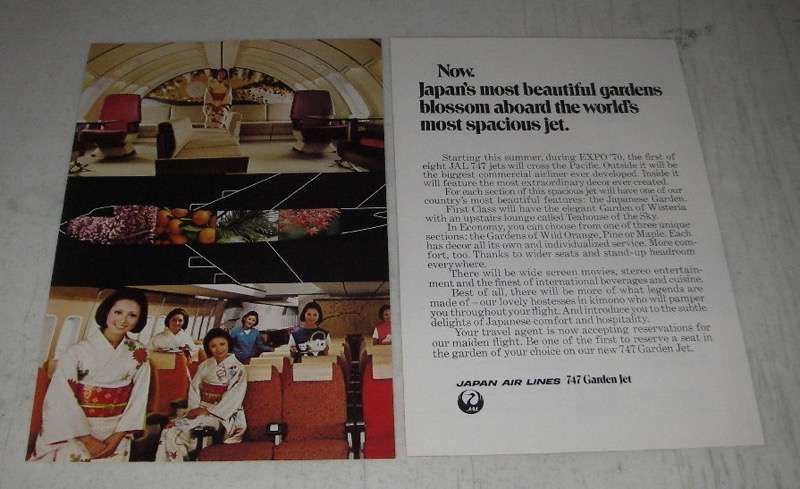 Now.
Japan's most beautiful gardens
blossom aboard the world's
most spacious jet.
Starting this summer, during EXPO '70, the first of
eight JAL 747 jets will cross the Pacific. Outside it will be
the biggest commercial airliner ever developed. Inside it
will feature the most extraordinary decor ever created.
For each section of this spacious jet will have one of our
country's most beautiful features: the Japanese Garden.
First Class will have the elegant Garden of Wisteria
with an upstairs lounge called Teahouse of the Sky.
In Economy, you can choose from one of three unique
sections; the Gardens of Wild Orange, Pine or Maple. Each
has decor all its own and individualized service. More com-
fort, too. Thanks to wider seats and stand-up headroom
everywhere.
There will be wide screen movies, stereo entertain-
ment and the finest of international beverages and cuisine.
Best of all, there will be more of what legends are
made of—our lovely hostesses in kimono who will pamper
you throughout your flight. And introduce you to the subtle
delights of Japanese comfort and hospitality.
Your travel agent is now accepting reservations for
our maiden flight. Be one of the first to reserve a seat in
the garden of your choice on our new 747 Garden Jet.
JAPAN AIR LINES 747 Garden Jet
JAL